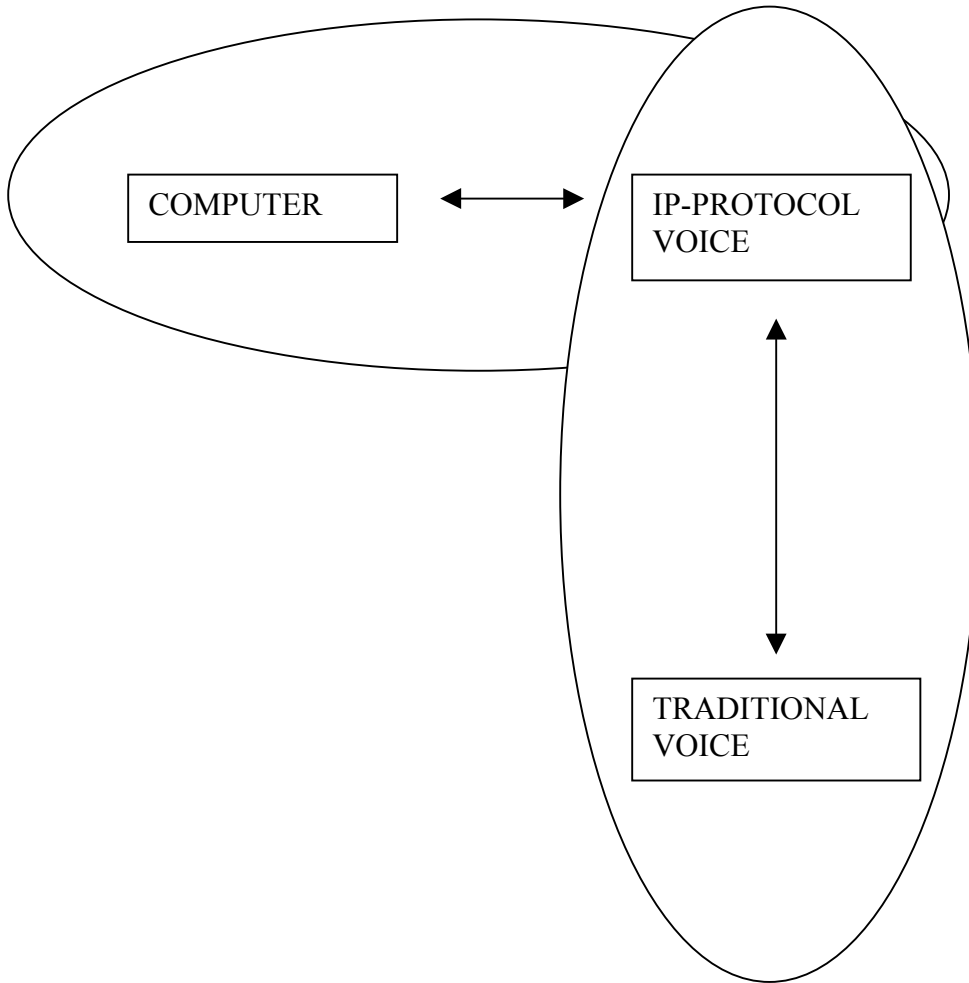 COMPUTER
IP-PROTOCOL
VOICE
TRADITIONAL
VOICE